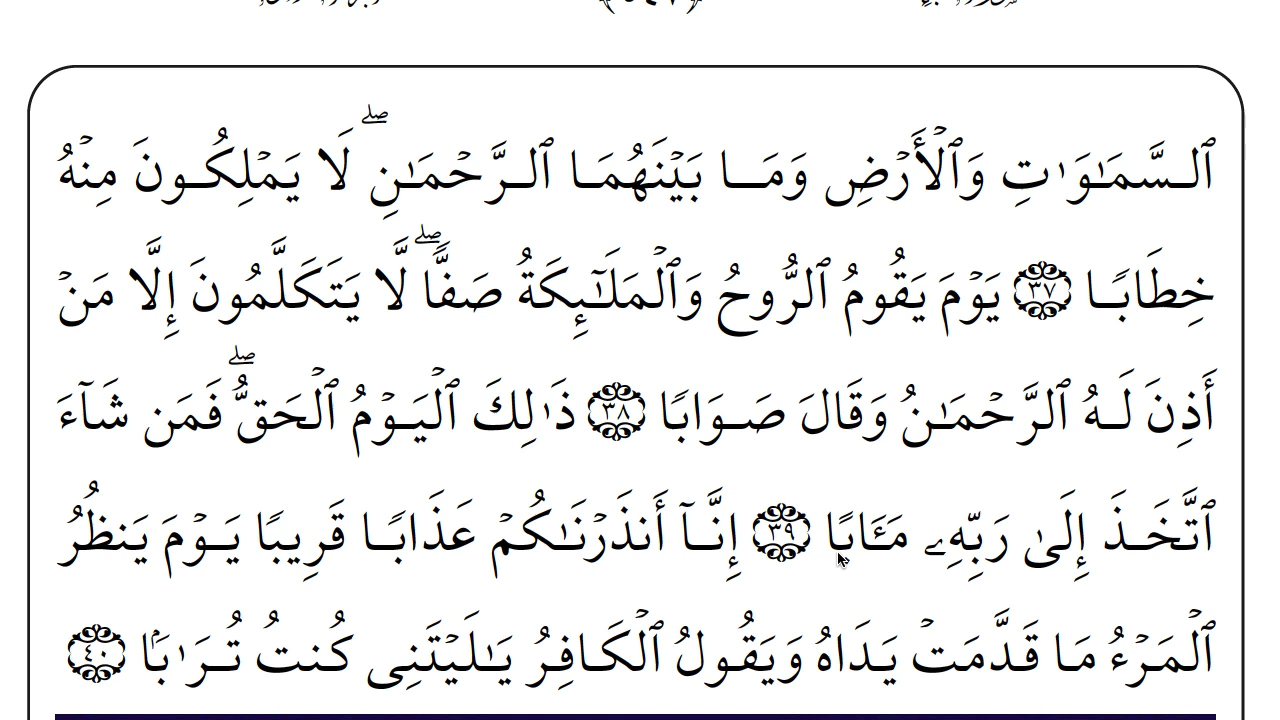 ٱلسَّمَٰوَٰتِ وَٱلْأَرْضِ وَمَا بَيْنَهُمَا ٱلرَّحْمَٰنِ ۖ لَا يَمْلِكُونَ مِنْهُ
خِطَابًا ٣٧ يَوْمَ يَقُومُ ٱلرُّوحُ وَٱلْمَلَٰٓئِكَةُ صَفًّا ۖ لَّا يَتَكَلَّمُونَ إِلَّا مَنْ
أَذِنَ لَهُ ٱلرَّحْمَٰنُ وَقَالَ صَوَابًا ٣٨ ذَٰلِكَ ٱلْيَوْمُ ٱلْحَقُّ ۖ فَمَن شَآءَ
ٱتَّخَذَ إِلَىٰ رَبِّهِۦ مَـَٔابًا ٣٩ إِنَّآ أَنذَرْنَٰكُمْ عَذَابًا قَرِيبًا يَوْمَ يَنظُرُ
ٱلْمَرْءُ مَا قَدَّمَتْ يَدَاهُ وَيَقُولُ ٱلْكَافِرُ يَٰلَيْتَنِى كُنتُ تُرَٰبَۢا ٤٠